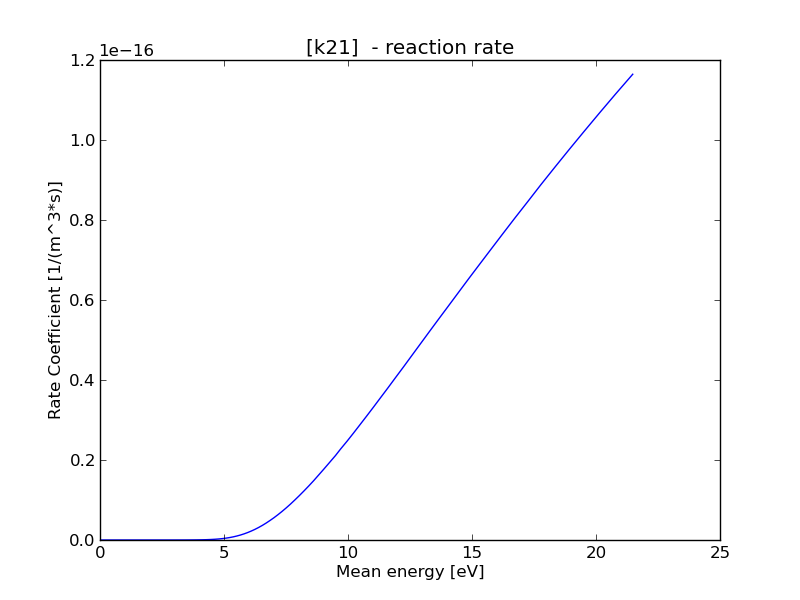 [k21]  - reaction rate
1e−16
1.2
1.0
0.8
0.6
0.4
0.2
0.0
Rate Coefficient [1/(m^3*s)]
0 5 10 15 20 25
Mean energy [eV]